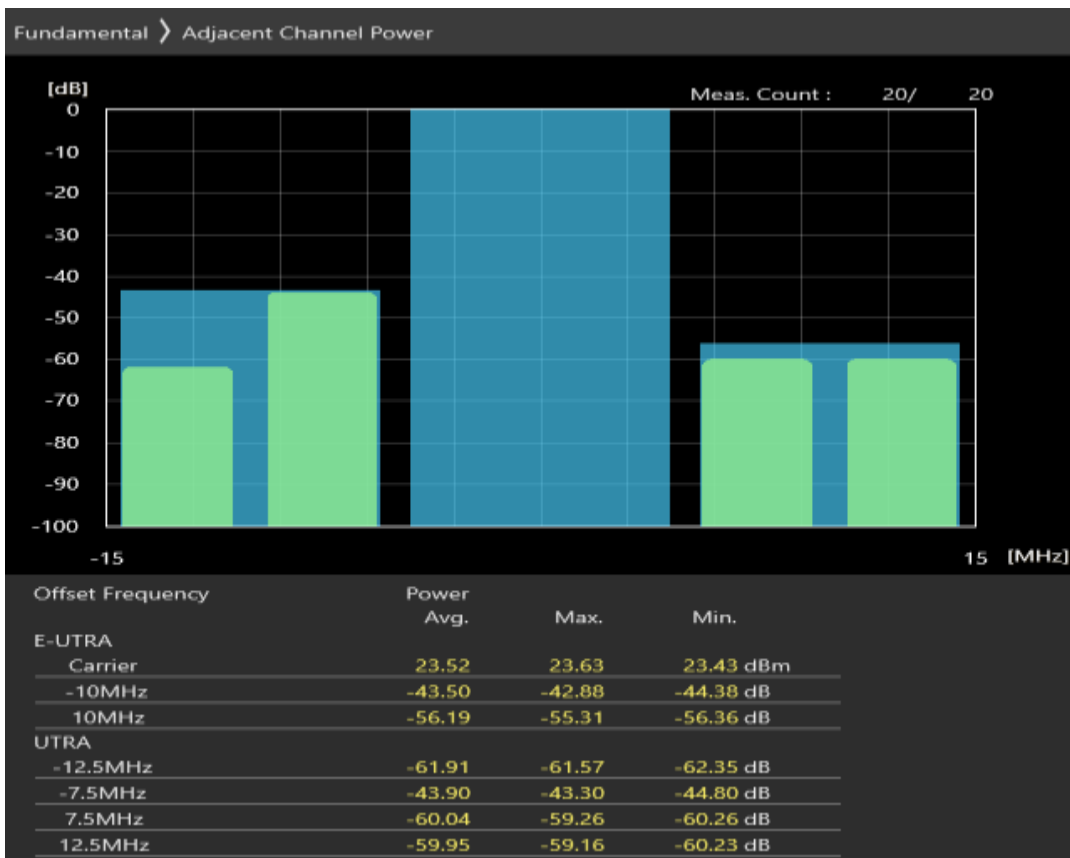 Fundamental ❭ Adjacent Channel Power
[dB]
Meas. Count : 20/ 20
0
-10
-20
-30
-40
-50
-60
-70
-80
-90
-100
-15 15 [MHz]
Offset Frequency Power
Avg. Max. Min.
E-UTRA
Carrier 23.52 23.63 23.43 dBm
-10MHz -43.50 -42.88 -44.38 dB
10MHz -56.19 -55.31 -56.36 dB
UTRA
-12.5MHz -61.91 -61.57 -62.35 dB
-7.5MHz -43.90 -43.30 -44.80 dB
7.5MHz -60.04 -59.26 -60.26 dB
12.5MHz -59.95 -59.16 -60.23 dB